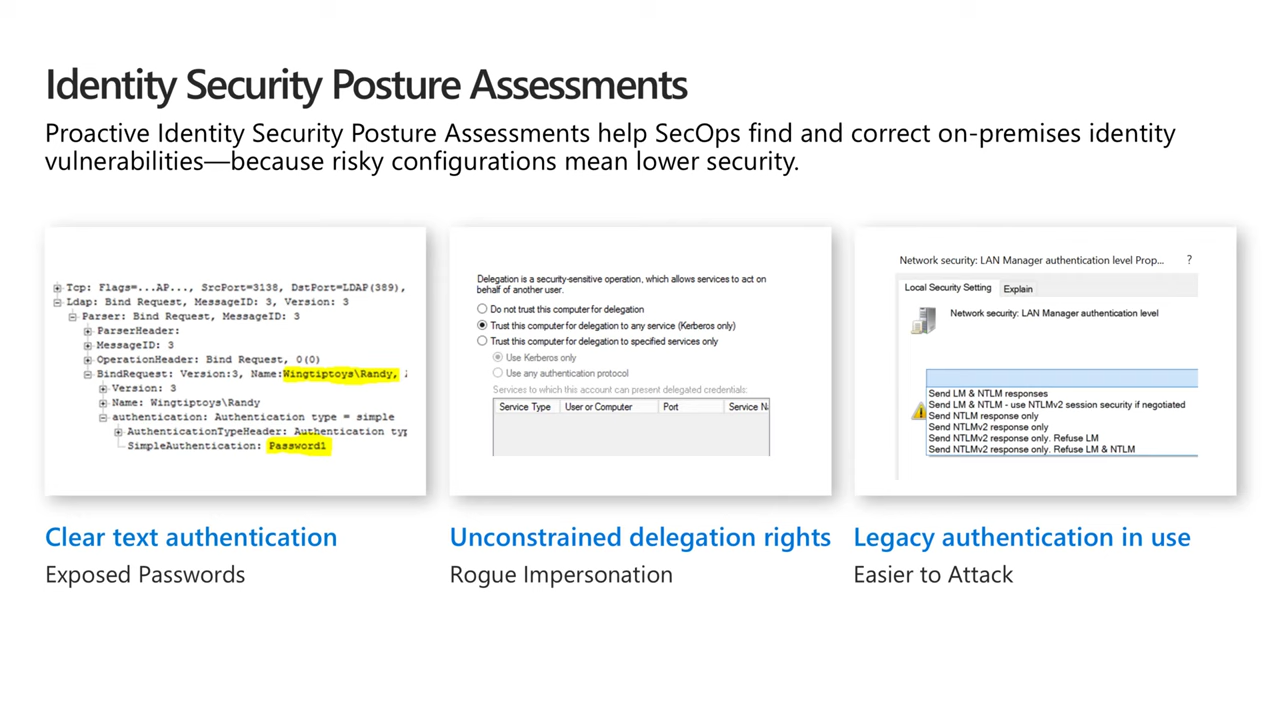 Identity Security Posture Assessments
Proactive Identity Security Posture Assessments help SecOps find and correct on-premises identity
vulnerabilities—because risky configurations mean lower security.
Tcp: Flags=...AP..., SrcPort=3138, DstPort=LDAP(389),
Ldap: Bind Request, MessageID: 3, Version: 3
Parser: Bind Request, MessageID: 3
ParserHeader:
MessageID: 3
OperationHeader: Bind Request, 0(0)
BindRequest: Version:3, Name:Wingtiptoys\Randy,
Version: 3
Name: Wingtiptoys\Randy
authentication: Authentication type = simple
AuthenticationTypeHeader: Authentication typ
SimpleAuthentication: Password1
Clear text authentication
Exposed Passwords
Delegation is a security-sensitive operation, which allows services to act on
behalf of another user.
Do not trust this computer for delegation
Trust this computer for delegation to any service (Kerberos only)
Trust this computer for delegation to specified services only
Use Kerberos only
Use any authentication protocol
Services to which this account can present delegated credentials:
Service Type User or Computer Port Service N
Unconstrained delegation rights
Rogue Impersonation
Network security: LAN Manager authentication level Prop... ?
Local Security Setting Explain
Network security: LAN Manager authentication level
Send LM & NTLM responses
Send LM & NTLM - use NTLMv2 session security if negotiated
Send NTLM response only
Send NTLMv2 response only
Send NTLMv2 response only. Refuse LM
Send NTLMv2 response only. Refuse LM & NTLM
Legacy authentication in use
Easier to Attack